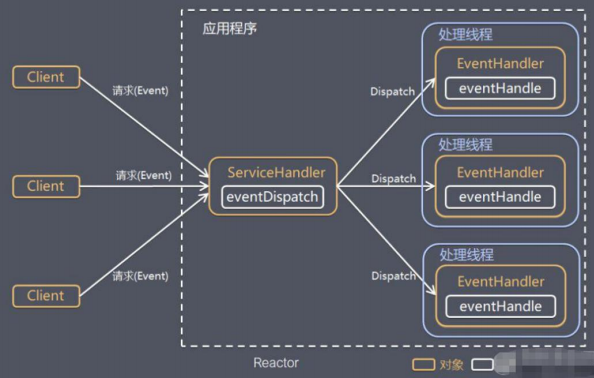 应用程序
处理线程
EventHandler
eventHandle
Client
请求(Event)
Dispatch
处理线程
ServiceHandler
EventHandler
Client
请求(Event)
eventDispatch
Dispatch
eventHandle
处理线程
EventHandler
Client
请求(Event)
Dispatch
eventHandle
Reactor
对象